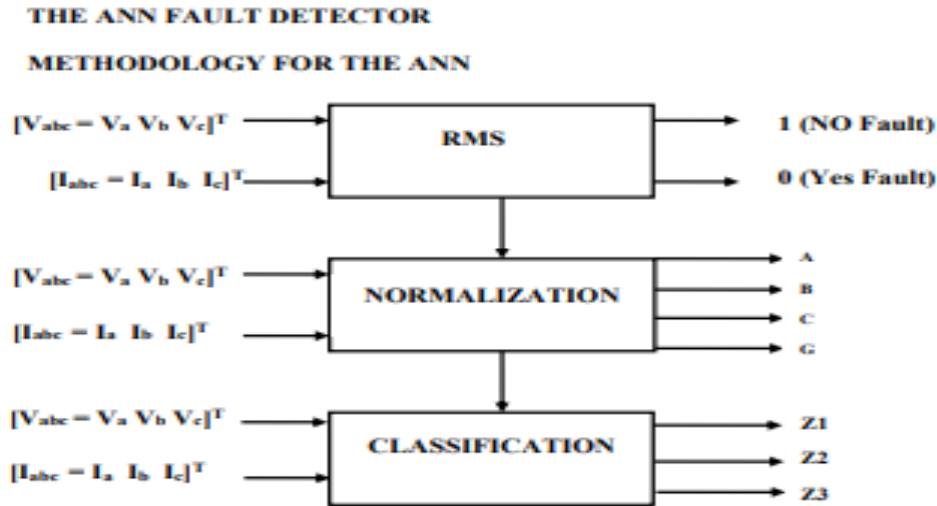 THE ANN FAULT DETECTOR
METHODOLOGY FOR THE ANN
[Vabc = Va Vb Vc]T
RMS
1 (NO Fault)
[Iabc = Ia Ib Ic]T
0 (Yes Fault)
[Vabc = Va Vb Vc]T
NORMALIZATION
A
B
[Iabc = Ia Ib Ic]T
C
G
[Vabc = Va Vb Vc]T
CLASSIFICATION
Z1
[Iabc = Ia Ib Ic]T
Z2
Z3